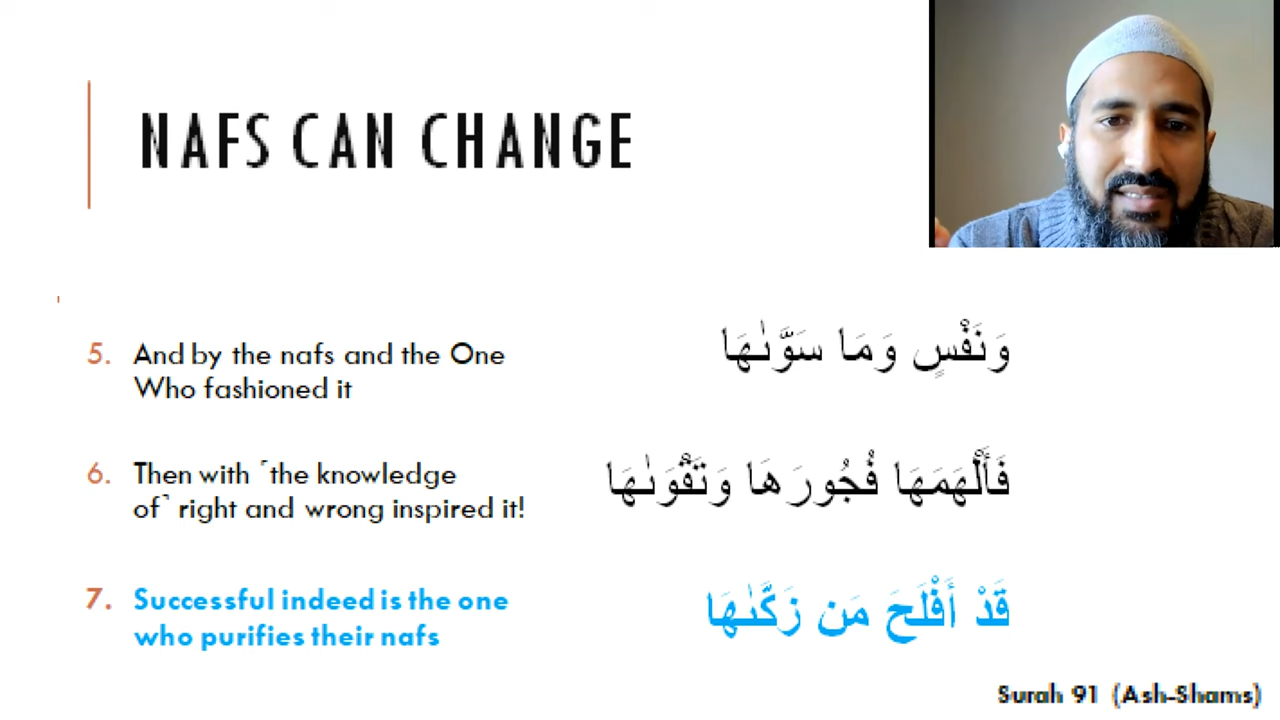 NAFS CAN CHANGE
5. And by the nafs and the One
Who fashioned it
وَنَفْسٍ وَمَا سَوَّىٰهَا
6. Then with ˹the knowledge
of˺ right and wrong inspired it!
فَأَلْهَمَهَا فُجُورَهَا وَتَقْوَىٰهَا
7. Successful indeed is the one
who purifies their nafs
قَدْ أَفْلَحَ مَن زَكَّىٰهَا
Surah 91 (Ash-Shams)